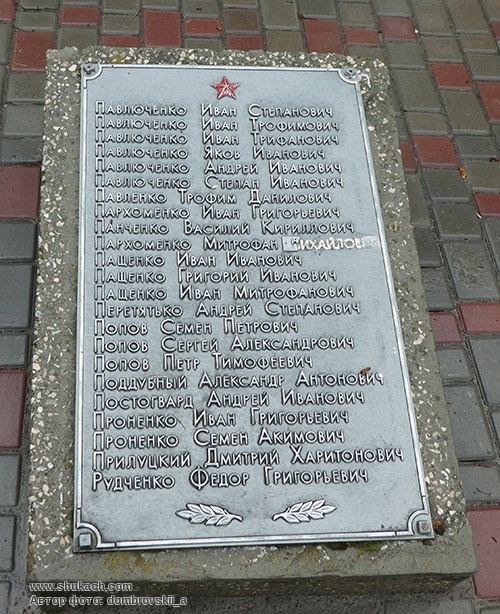 Павлюченко Иван Степанович
Павлюченко Иван Трофимович
Павлюченко Иван Трифанович
Павлюченко Яков Иванович
Павлюченко Андрей Иванович
Павлюченко Степан Иванович
Павленко Трофим Данилович
Пархоменко Иван Григорьевич
Панченко Василий Кириллович
Пархоменко Митрофан Михайлов
Пащенко Иван Иванович
Пащенко Григорий Иванович
Пащенко Иван Митрофанович
Перетятько Андрей Степанович
Попов Семен Петрович
Попов Сергей Александрович
Попов Петр Тимофеевич
Поддубный Александр Антонович
Постогвард Андрей Иванович
Проненко Иван Григорьевич
Проненко Семен Акимович
Прилуцкий Дмитрий Харитонович
Рудченко Федор Григорьевич
www.shukach.com
Автор фото: dombrovskii_a